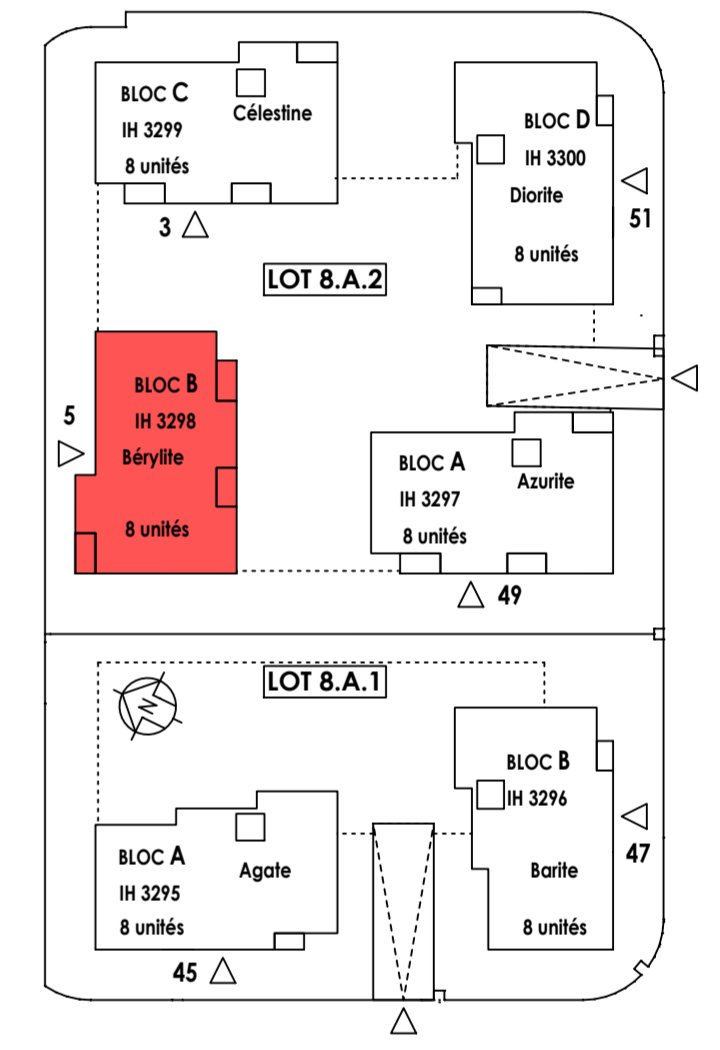 BLOC C
IH 3299
8 unités
Célestine
3
BLOC D
IH 3300
Diorite
8 unités
51
LOT 8.A.2
5
BLOC B
IH 3298
Bérylite
8 unités
BLOC A
IH 3297
8 unités
Azurite
49
LOT 8.A.1
N
BLOC A
IH 3295
8 unités
Agate
45
BLOC B
IH 3296
Barite
8 unités
47